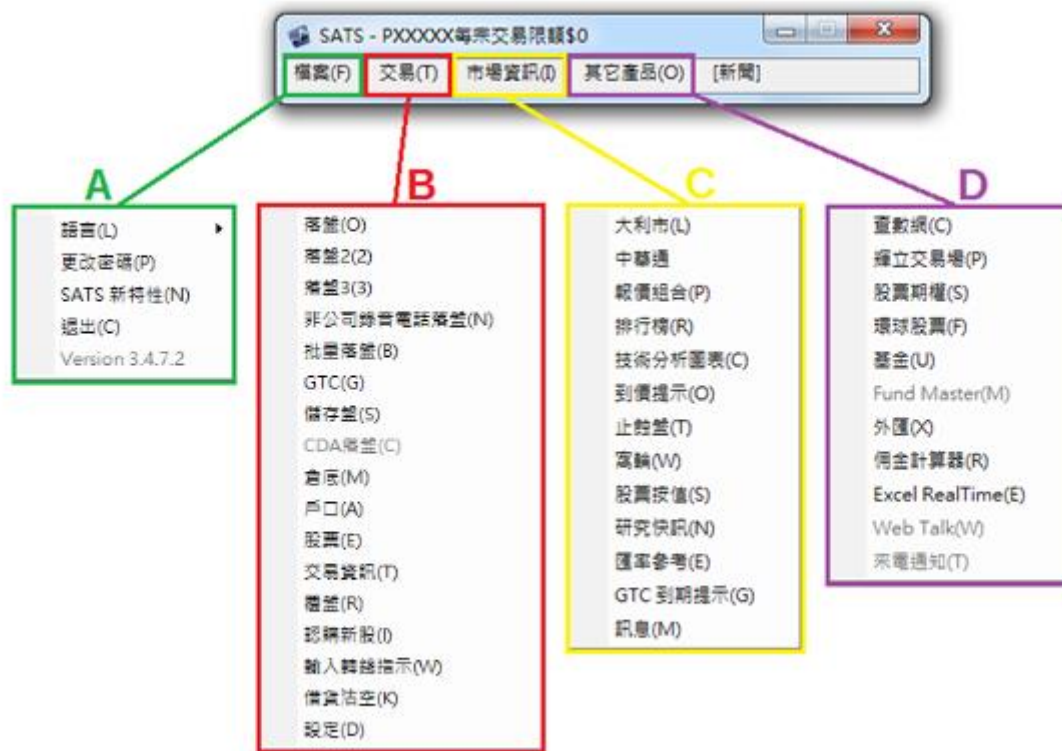 SATS - PXXXXX每宗交易限額$0
檔案(F) 交易(T) 市場資訊(I) 其它產品(O) [新聞]
A
語言(L)
更改密碼(P)
SATS 新特性(N)
退出(C)
Version 3.4.7.2
B
落盤(O)
落盤2(2)
落盤3(3)
非公司錄音電話落盤(N)
批量落盤(B)
GTC(G)
儲存盤(S)
CDA落盤(C)
倉底(M)
戶口(A)
股票(E)
交易資訊(T)
覆盤(R)
認購新股(I)
輸入轉錢指示(W)
借貨沽空(K)
設定(D)
C
大利市(L)
中華通
報價組合(P)
排行榜(R)
技術分析圖表(C)
到價提示(O)
止蝕盤(T)
窩輪(W)
股票按值(S)
研究快訊(N)
匯率參考(E)
GTC 到期提示(G)
訊息(M)
D
查數網(C)
輝立交易場(P)
股票期權(S)
環球股票(F)
基金(U)
Fund Master(M)
外匯(X)
佣金計算器(R)
Excel RealTime(E)
Web Talk(W)
來電通知(T)